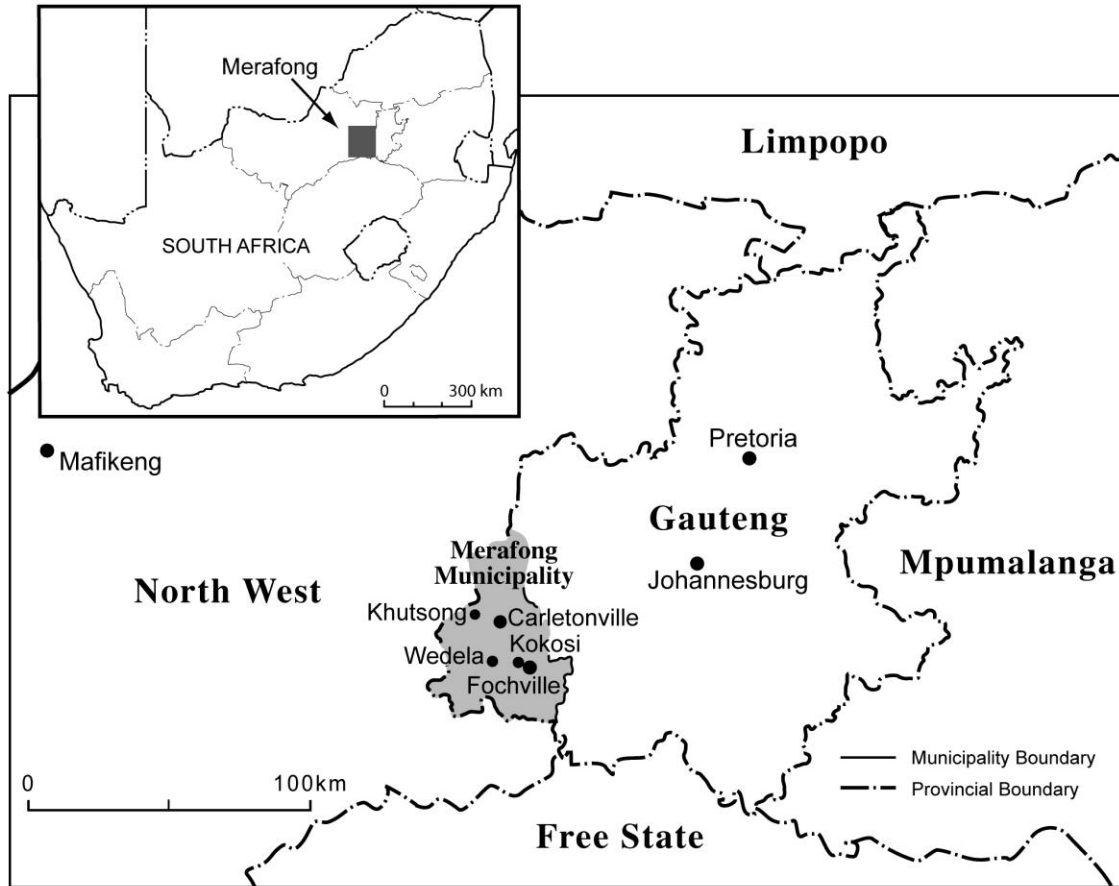 Merafong
SOUTH AFRICA
0 300 km
Limpopo
Mafikeng
Pretoria
Gauteng
Merafong
Municipality
Johannesburg
Mpumalanga
North West
Khutsong
Carletonville
Kokosi
Wedela
Fochville
Municipality Boundary
0 100km
Provincial Boundary
Free State